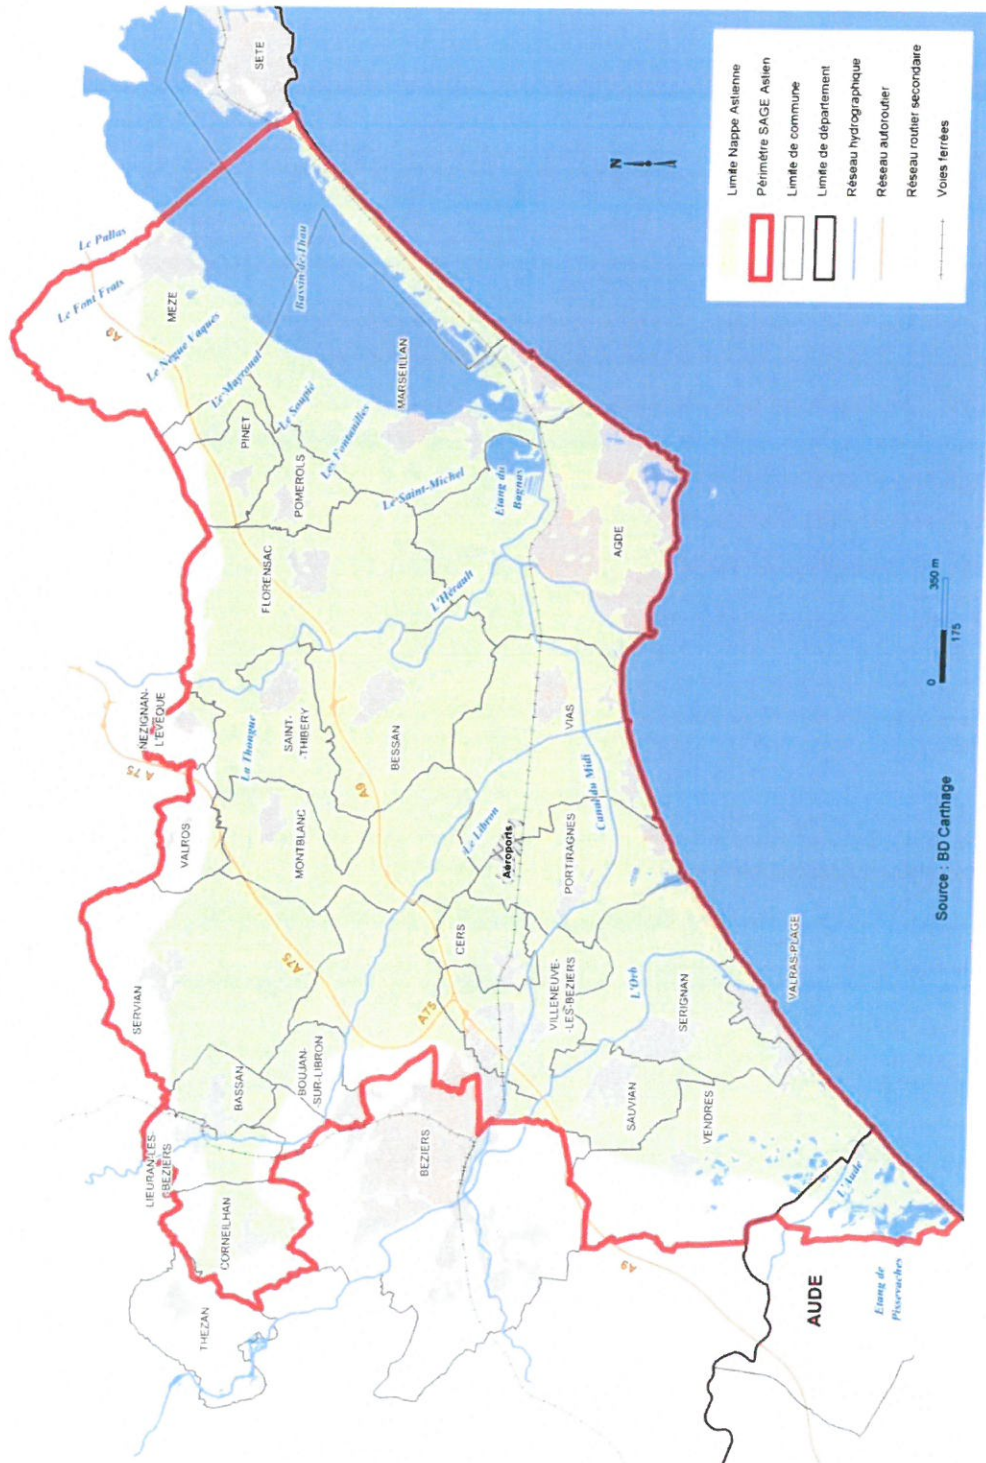 SETE
Le Pallas
Le Font Frats
A9
MEZE
Le Nègue Vaques
Bassin de Thau
Le Mayroual
Le Soupié
PINET
Les Fontanilles
MARSEILLAN
POMEROLS
Le Saint-Michel
Etang du
Bagnas
FLORENSAC
L'Hérault
AGDE
NEZIGNAN-
L'EVEQUE
A 75
La Thongue
SAINT-
-THIBERY
BESSAN
VIAS
A9
VALROS
MONTBLANC
Le Libron
Canal du Midi
Aéroports
PORTIRAGNES
SERVIAN
A75
CERS
A75
VILLENEUVE-
-LES-BEZIERS
L'Orb
VALRAS-PLAGE
SERIGNAN
BASSAN
BOUJAN-
SUR-LIBRON
SAUVIAN
VENDRES
LIEURAN-LES-
-BEZIERS
BEZIERS
CORNEILHAN
L'Aude
THEZAN
A9
AUDE
Etang de
Pissevaches
N
Limite Nappe Astienne
Périmètre SAGE Astien
Limite de commune
Limite de département
Réseau hydrographique
Réseau autoroutier
Réseau routier secondaire
Voies ferrées
0
175
350 m
Source : BD Carthage